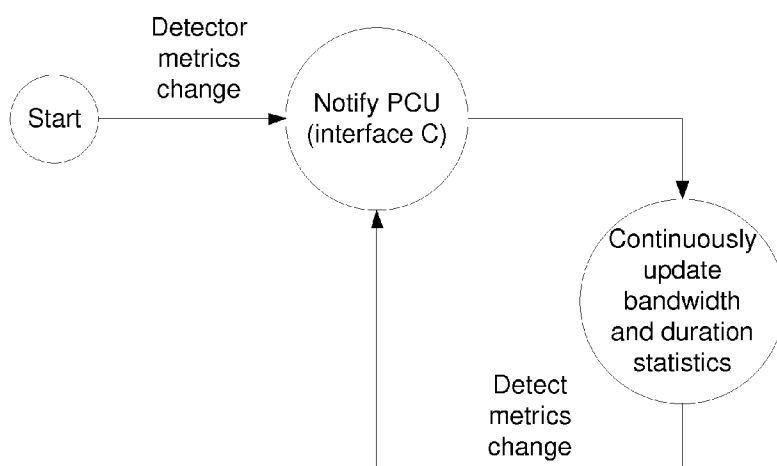 Detector
metrics
change
Start
Notify PCU
(interface C)
Continuously
update
bandwidth
and duration
statistics
Detect
metrics
change